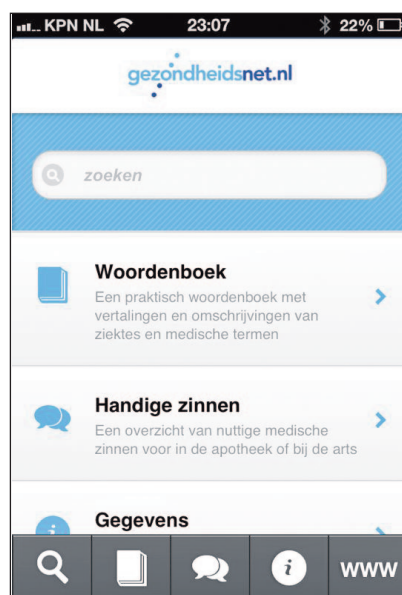 KPN NL 23:07 22%
gezondheidsnet.nl
zoeken
Woordenboek
Een praktisch woordenboek met
vertalingen en omschrijvingen van
ziektes en medische termen
Handige zinnen
Een overzicht van nuttige medische
zinnen voor in de apotheek of bij de arts
Gegevens
i
i www